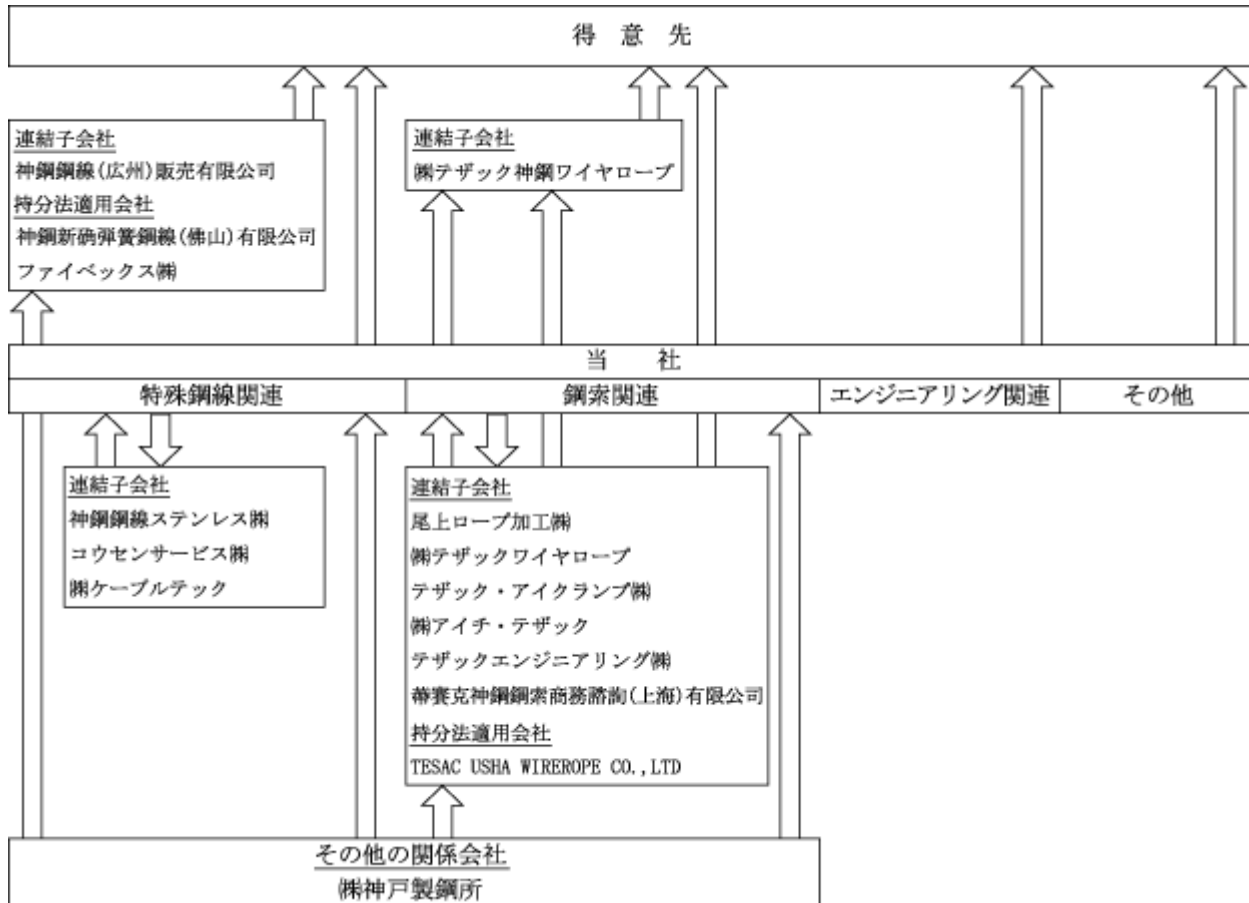 得 意 先
連結子会社
神鋼鋼線(広州)販売有限公司
持分法適用会社
神鋼新确弾簧鋼線(佛山)有限公司
ファイベックス㈱
連結子会社
㈱テザック神鋼ワイヤロープ
当 社
特殊鋼線関連
鋼索関連
エンジニアリング関連
その他
連結子会社
神鋼鋼線ステンレス㈱
コウセンサービス㈱
㈱ケーブルテック
連結子会社
尾上ロープ加工㈱
㈱テザックワイヤロープ
テザック・アイクランプ㈱
㈱アイチ・テザック
テザックエンジニアリング㈱
蒂賽克神鋼鋼索商務諮詢(上海)有限公司
持分法適用会社
TESAC USHA WIREROPE CO.,LTD
その他の関係会社
㈱神戸製鋼所